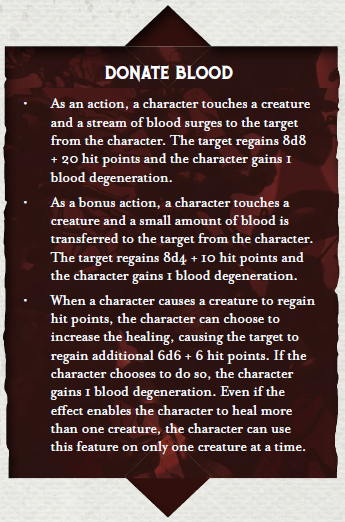 DONATE BLOOD
· As an action, a character touches a creature
and a stream of blood surges to the target
from the character. The target regains 8d8
+ 20 hit points and the character gains 1
blood degeneration.
· As a bonus action, a character touches a
creature and a small amount of blood is
transferred to the target from the character.
The target regains 8d4 + 10 hit points and
the character gains 1 blood degeneration.
· When a character causes a creature to regain
hit points, the character can choose to
increase the healing, causing the target to
regain additional 6d6 + 6 hit points. If the
character chooses to do so, the character
gains 1 blood degeneration. Even if the
effect enables the character to heal more
than one creature, the character can use
this feature on only one creature at a time.